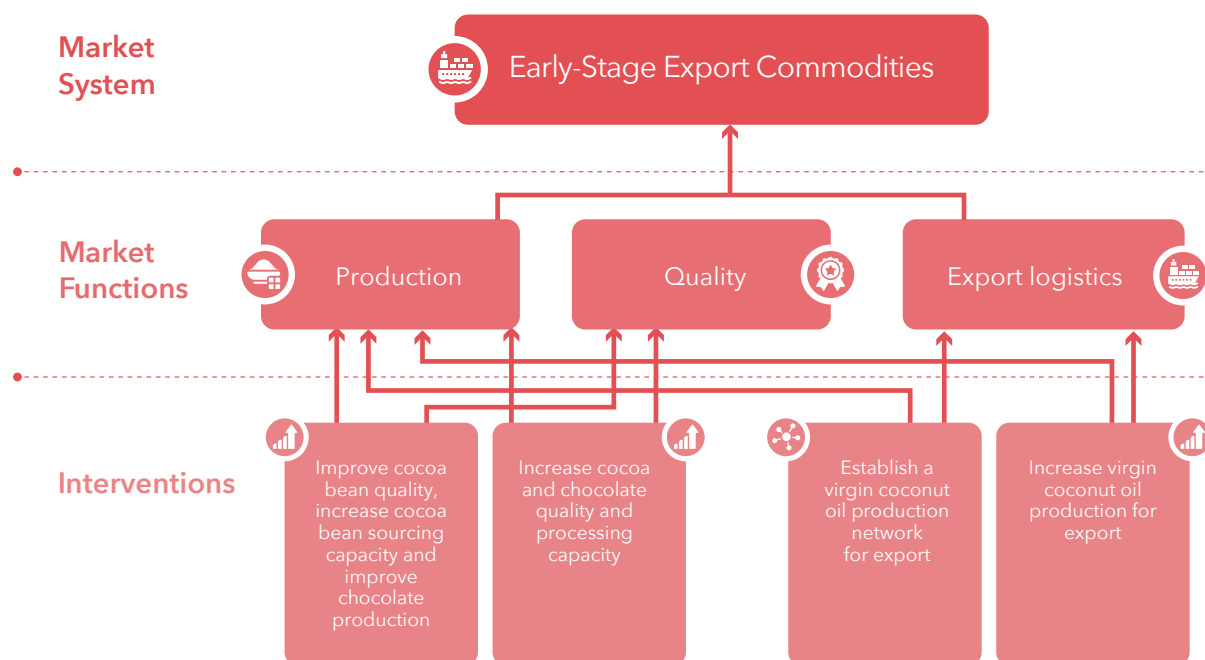 Market
System
Early-Stage Export Commodities
Market
Functions
Production
Quality
Export logistics
Interventions
Improve cocoa
bean quality,
increase cocoa
bean sourcing
capacity and
improve
chocolate
production
Increase cocoa
and chocolate
quality and
processing
capacity
Establish a
virgin coconut
oil production
network
for export
Increase virgin
coconut oil
production for
export